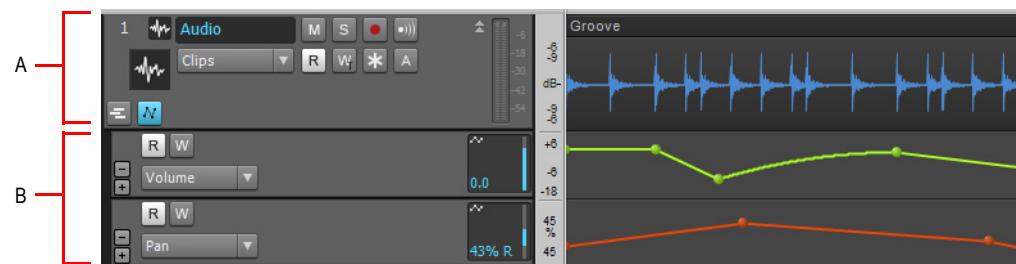 1 Audio M S
Clips R W * A
A
-6
-18
-30
-42
-54
-6
-9
dB-
-9
-6
Groove
B
R W
Volume
0.0
+6
-6
-18
R W
Pan
43% R
45
%
45